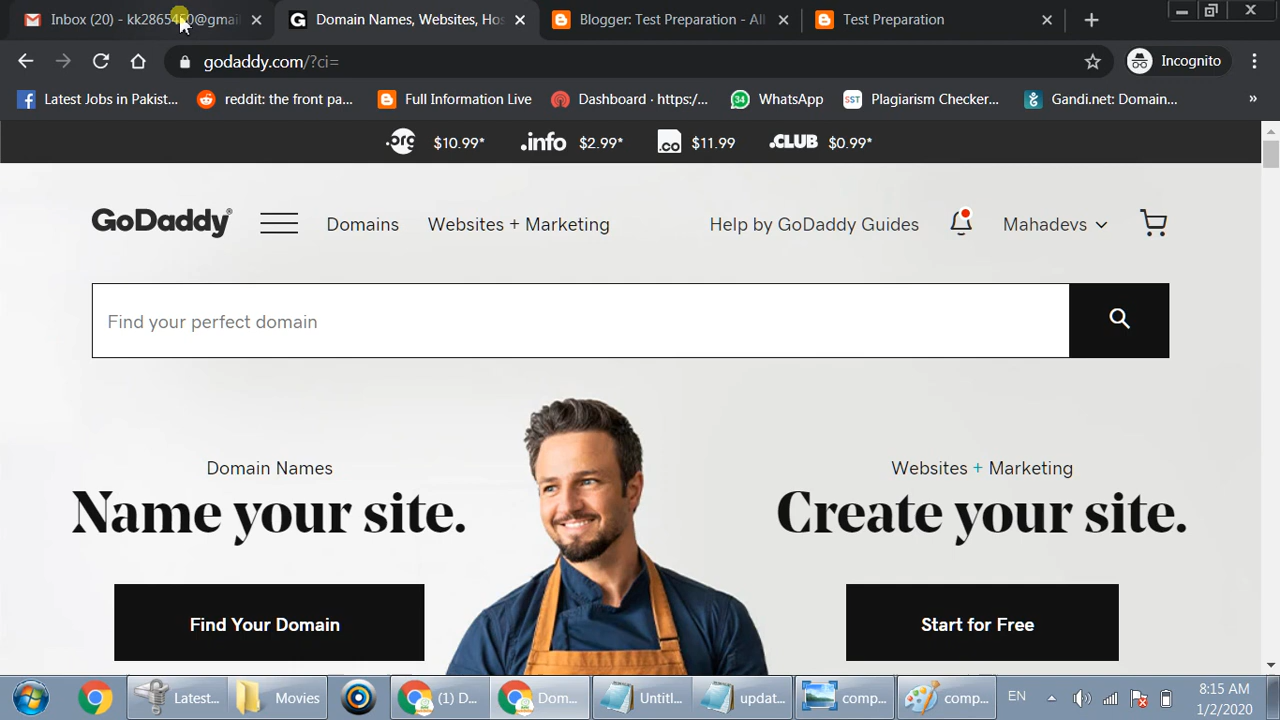 Inbox (20) - kk2865450@gmai
Domain Names, Websites, Hos
Blogger: Test Preparation - All
Test Preparation
godaddy.com/?ci=
Incognito
Latest Jobs in Pakist...
reddit: the front pa...
Full Information Live
Dashboard · https:/...
34 WhatsApp
SST Plagiarism Checker...
Gandi.net: Domain...
»
.org $10.99*
.info $2.99*
.co $11.99
.CLUB $0.99*
GoDaddy
Domains
Websites + Marketing
Help by GoDaddy Guides
Mahadevs
Find your perfect domain
Domain Names
Name your site.
Find Your Domain
Websites + Marketing
Create your site.
Start for Free
Latest...
Movies
(1) D...
Dom...
Untitl...
updat...
comp...
comp...
EN
8:15 AM
1/2/2020